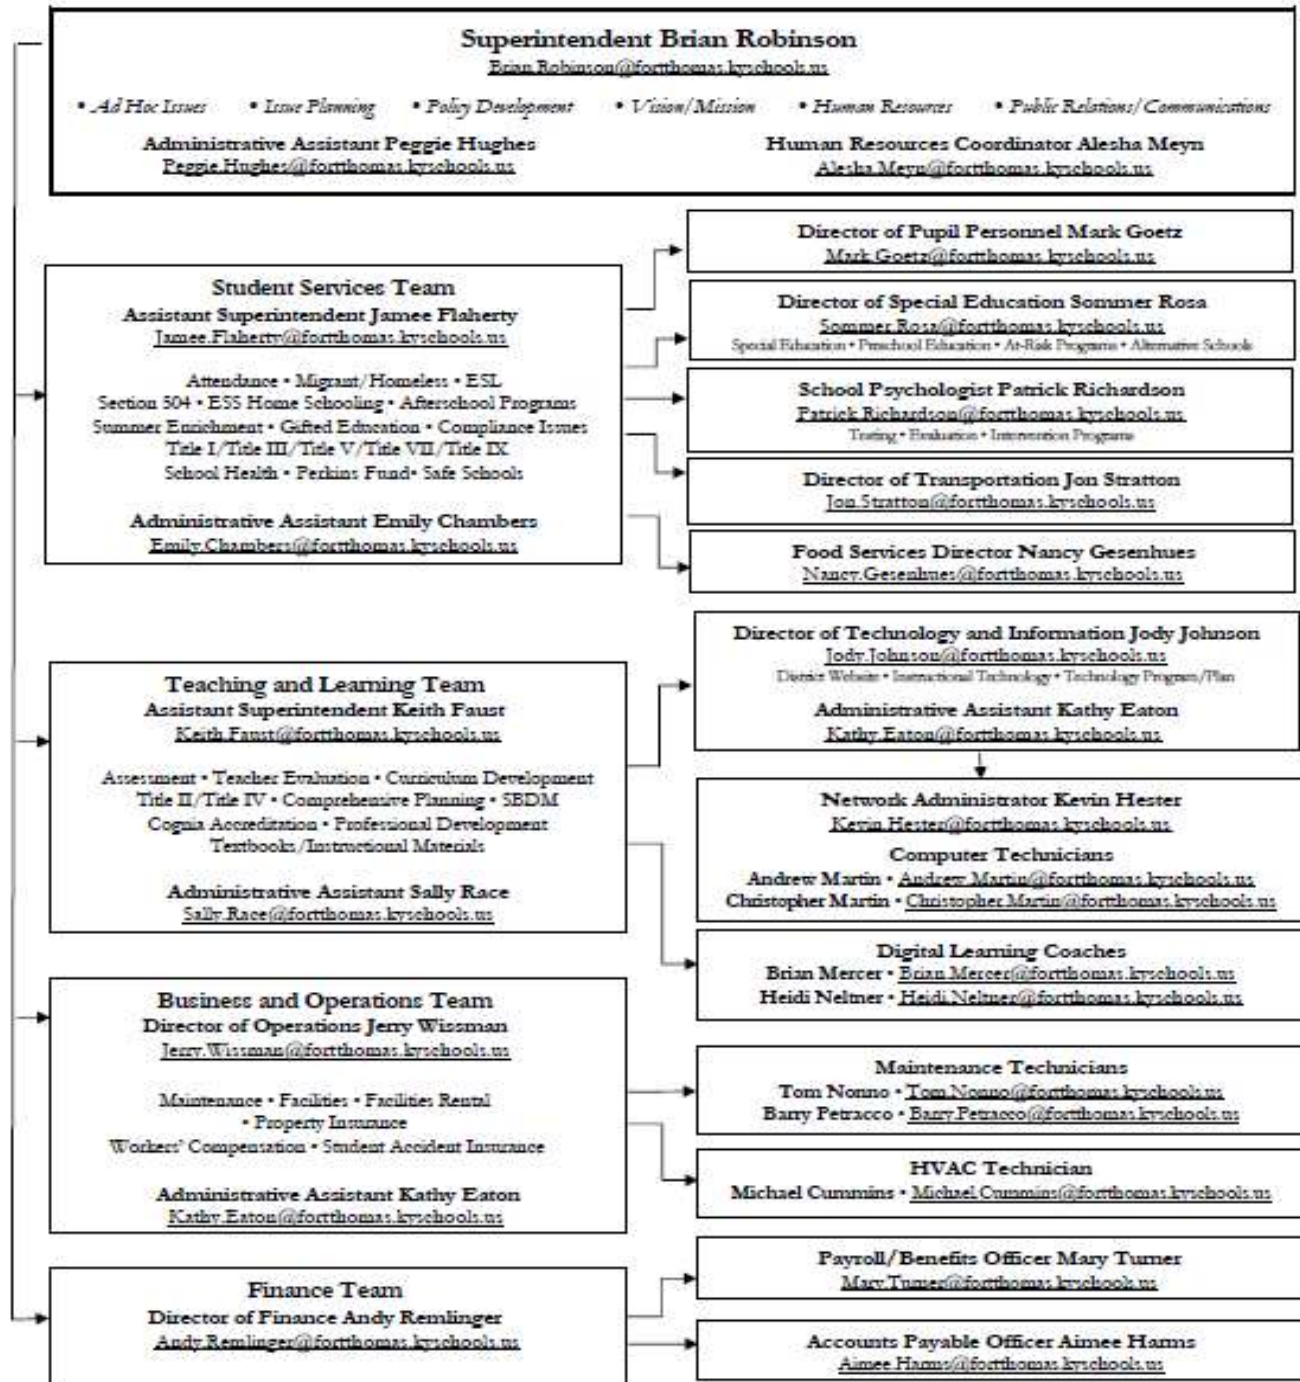 Superintendent Brian Robinson
Brian.Robinson@fortthomas.kyschools.us
• Ad Hoc Issues • Issue Planning • Policy Development • Vision/Mission • Human Resources • Public Relations/Communications
Administrative Assistant Peggie Hughes
Peggie.Hughes@fortthomas.kyschools.us
Human Resources Coordinator Alesha Meyn
Alesha.Meyn@fortthomas.kyschools.us
Student Services Team
Assistant Superintendent Jamee Flaherty
Jamee.Flaherty@fortthomas.kyschools.us
Attendance • Migrant/Homeless • ESL
Section 504 • ESS Home Schooling • Afterschool Programs
Summer Enrichment • Gifted Education • Compliance Issues
Title I/Title III/Title V/Title VII/Title IX
School Health • Perkins Fund• Safe Schools
Administrative Assistant Emily Chambers
Emily.Chambers@fortthomas.kyschools.us
Director of Pupil Personnel Mark Goetz
Mark.Goetz@fortthomas.kyschools.us
Director of Special Education Sommer Rosa
Sommer.Rosa@fortthomas.kyschools.us
Special Education • Preschool Education • At-Risk Programs • Alternative Schools
School Psychologist Patrick Richardson
Patrick.Richardson@fortthomas.kyschools.us
Testing • Evaluation • Intervention Programs
Director of Transportation Jon Stratton
Jon.Stratton@fortthomas.kyschools.us
Food Services Director Nancy Gesenhues
Nancy.Gesenhues@fortthomas.kyschools.us
Teaching and Learning Team
Assistant Superintendent Keith Faust
Keith.Faust@fortthomas.kyschools.us
Assessment • Teacher Evaluation • Curriculum Development
Title II/Title IV • Comprehensive Planning • SBDM
Cognia Accreditation • Professional Development
Textbooks/Instructional Materials
Administrative Assistant Sally Race
Sally.Race@fortthomas.kyschools.us
Director of Technology and Information Jody Johnson
Jody.Johnson@fortthomas.kyschools.us
District Website • Instructional Technology • Technology Program/Plan
Administrative Assistant Kathy Eaton
Kathy.Eaton@fortthomas.kyschools.us
Network Administrator Kevin Hester
Kevin.Hester@fortthomas.kyschools.us
Computer Technicians
Andrew Martin • Andrew.Martin@fortthomas.kyschools.us
Christopher Martin • Christopher.Martin@fortthomas.kyschools.us
Digital Learning Coaches
Brian Mercer • Brian.Mercer@fortthomas.kyschools.us
Heidi Neltner • Heidi.Neltner@fortthomas.kyschools.us
Business and Operations Team
Director of Operations Jerry Wissman
Jerry.Wissman@fortthomas.kyschools.us
Maintenance • Facilities • Facilities Rental
• Property Insurance
Workers' Compensation • Student Accident Insurance
Administrative Assistant Kathy Eaton
Kathy.Eaton@fortthomas.kyschools.us
Maintenance Technicians
Tom Nonno • Tom.Nonno@fortthomas.kyschools.us
Barry Petracco • Barry.Petracco@fortthomas.kyschools.us
HVAC Technician
Michael Cummins • Michael.Cummins@fortthomas.kyschools.us
Finance Team
Director of Finance Andy Remlinger
Andy.Remlinger@fortthomas.kyschools.us
Payroll/Benefits Officer Mary Turner
Mary.Turner@fortthomas.kyschools.us
Accounts Payable Officer Aimee Harms
Aimee.Harms@fortthomas.kyschools.us